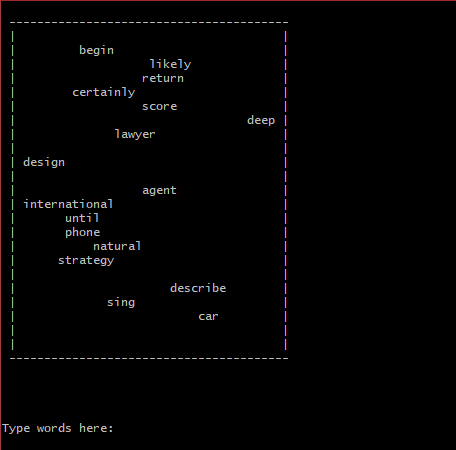 begin
likely
return
certainly
score
deep
lawyer
design
agent
international
until
phone
natural
strategy
describe
sing
car
Type words here: